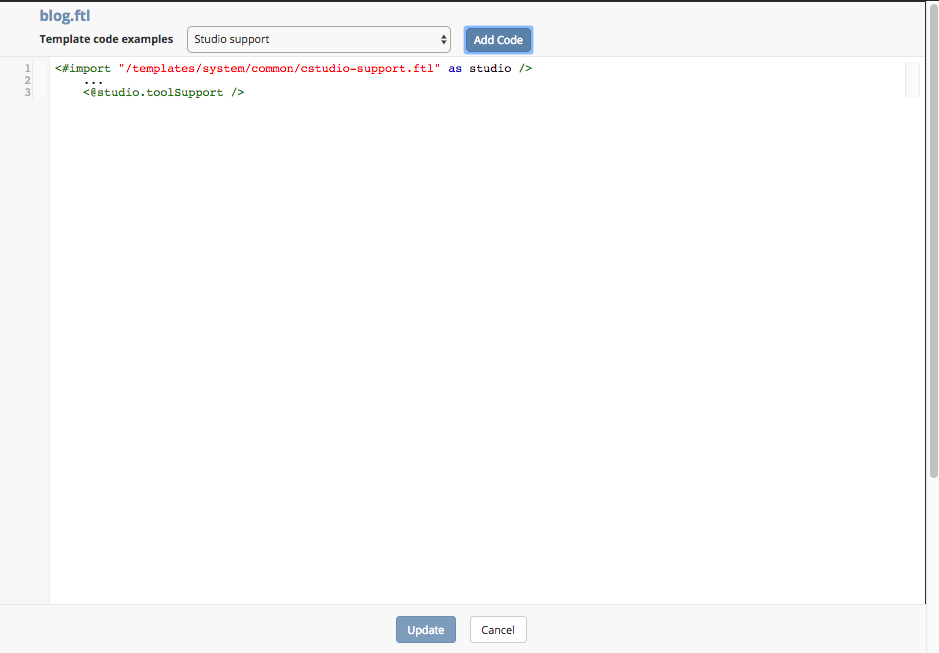 blog.ftl
Template code examples Studio support Add Code
1 <#import "/templates/system/common/cstudio-support.ftl" as studio />
2 ...
3 <@studio.toolSupport />
Update Cancel